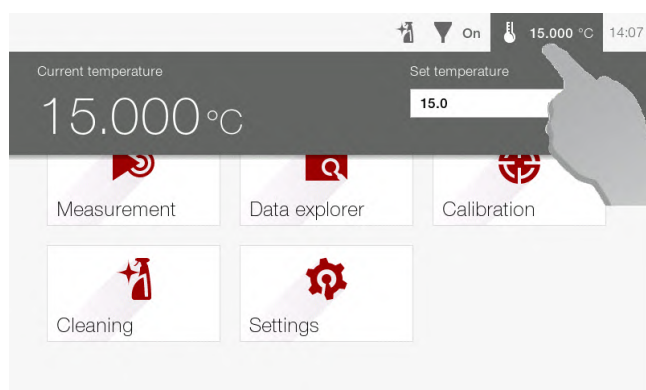 On 15.000 °C 14:07
Current temperature
Set temperature
15.000 °C
15.0
Measurement
Data explorer
Calibration
Cleaning
Settings